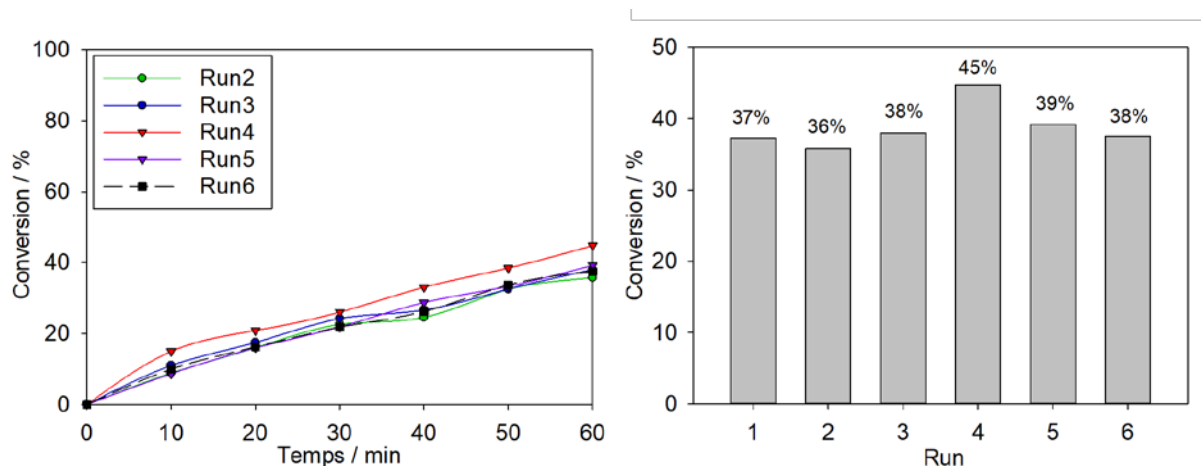 100
80
60
40
20
0
Conversion / %
Run2
Run3
Run4
Run5
Run6
0 10 20 30 40 50 60
Temps / min
50
40
30
20
10
0
Conversion / %
37%
36%
38%
45%
39%
38%
1 2 3 4 5 6
Run